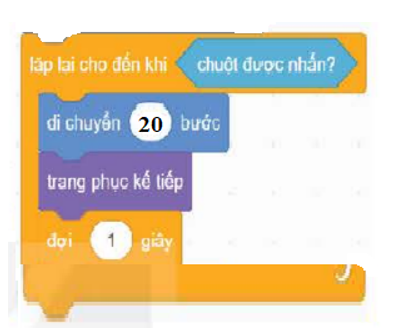 lặp lại cho đến khi chuột được nhấn?
di chuyển 20 bước
trang phục kế tiếp
đợi 1 giây